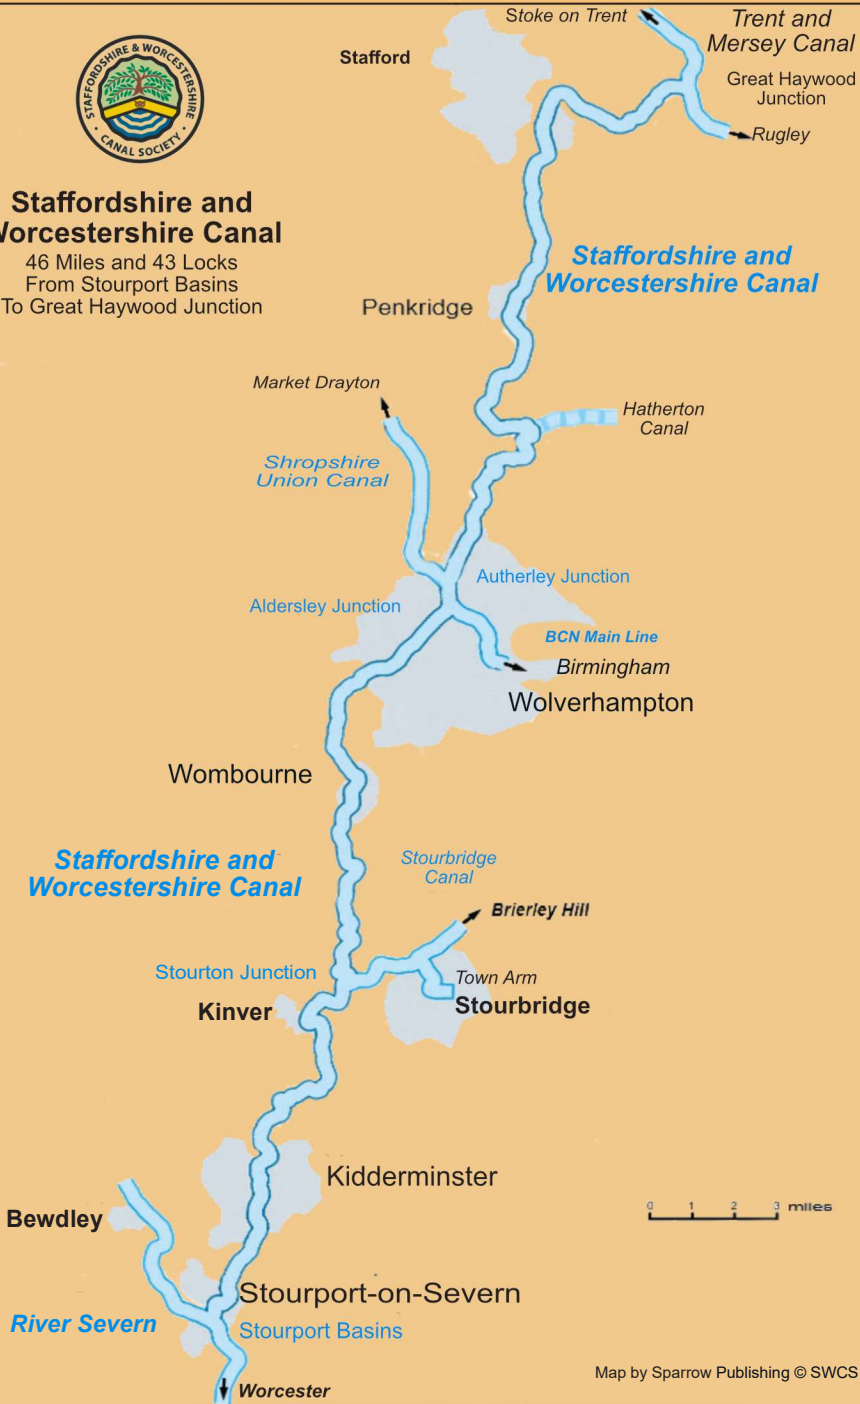 Stoke on Trent
Trent and
Mersey Canal
Stafford
Great Haywood
Junction
Rugley
STAFFORDSHIRE & WORCESTERSHIRE
• CANAL SOCIETY •
Staffordshire and
Worcestershire Canal
46 Miles and 43 Locks
From Stourport Basins
To Great Haywood Junction
Staffordshire and
Worcestershire Canal
Penkridge
Market Drayton
Hatherton
Canal
Shropshire
Union Canal
Autherley Junction
Aldersley Junction
BCN Main Line
Birmingham
Wolverhampton
Wombourne
Staffordshire and
Worcestershire Canal
Stourbridge
Canal
Brierley Hill
Stourton Junction
Town Arm
Kinver
Stourbridge
Kidderminster
Bewdley
0 1 2 3 miles
Stourport-on-Severn
River Severn
Stourport Basins
Map by Sparrow Publishing © SWCS
Worcester